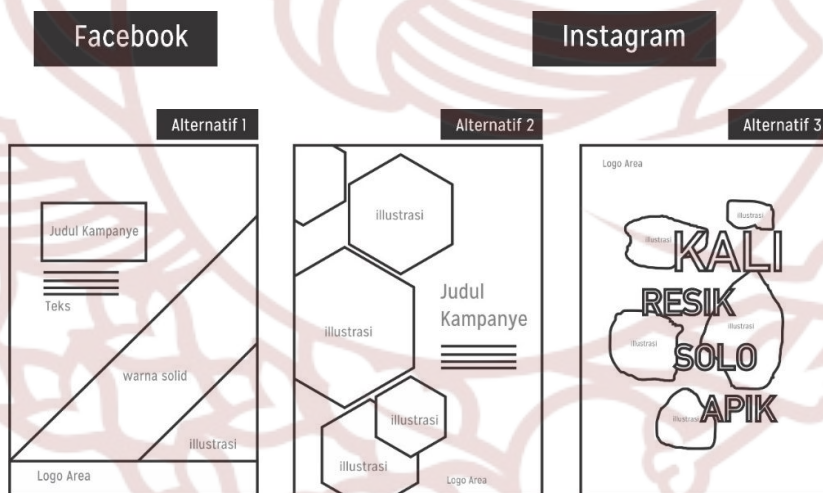 Facebook
Instagram
Alternatif 1
Alternatif 2
Alternatif 3
Judul Kampanye
Teks
warna solid
illustrasi
Logo Area
illustrasi
illustrasi
Judul
Kampanye
illustrasi
illustrasi
Logo Area
Logo Area
illustrasi
illustrasi
KALI
RESIK
illustrasi
illustrasi
SOLO
illustrasi
APIK